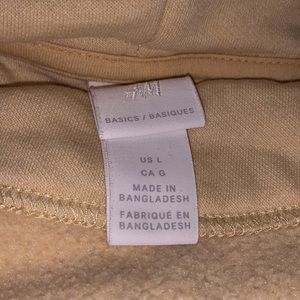 H&M
BASICS / BASIQUES
US L
CA G
MADE IN
BANGLADESH
FABRIQUÉ EN
BANGLADESH